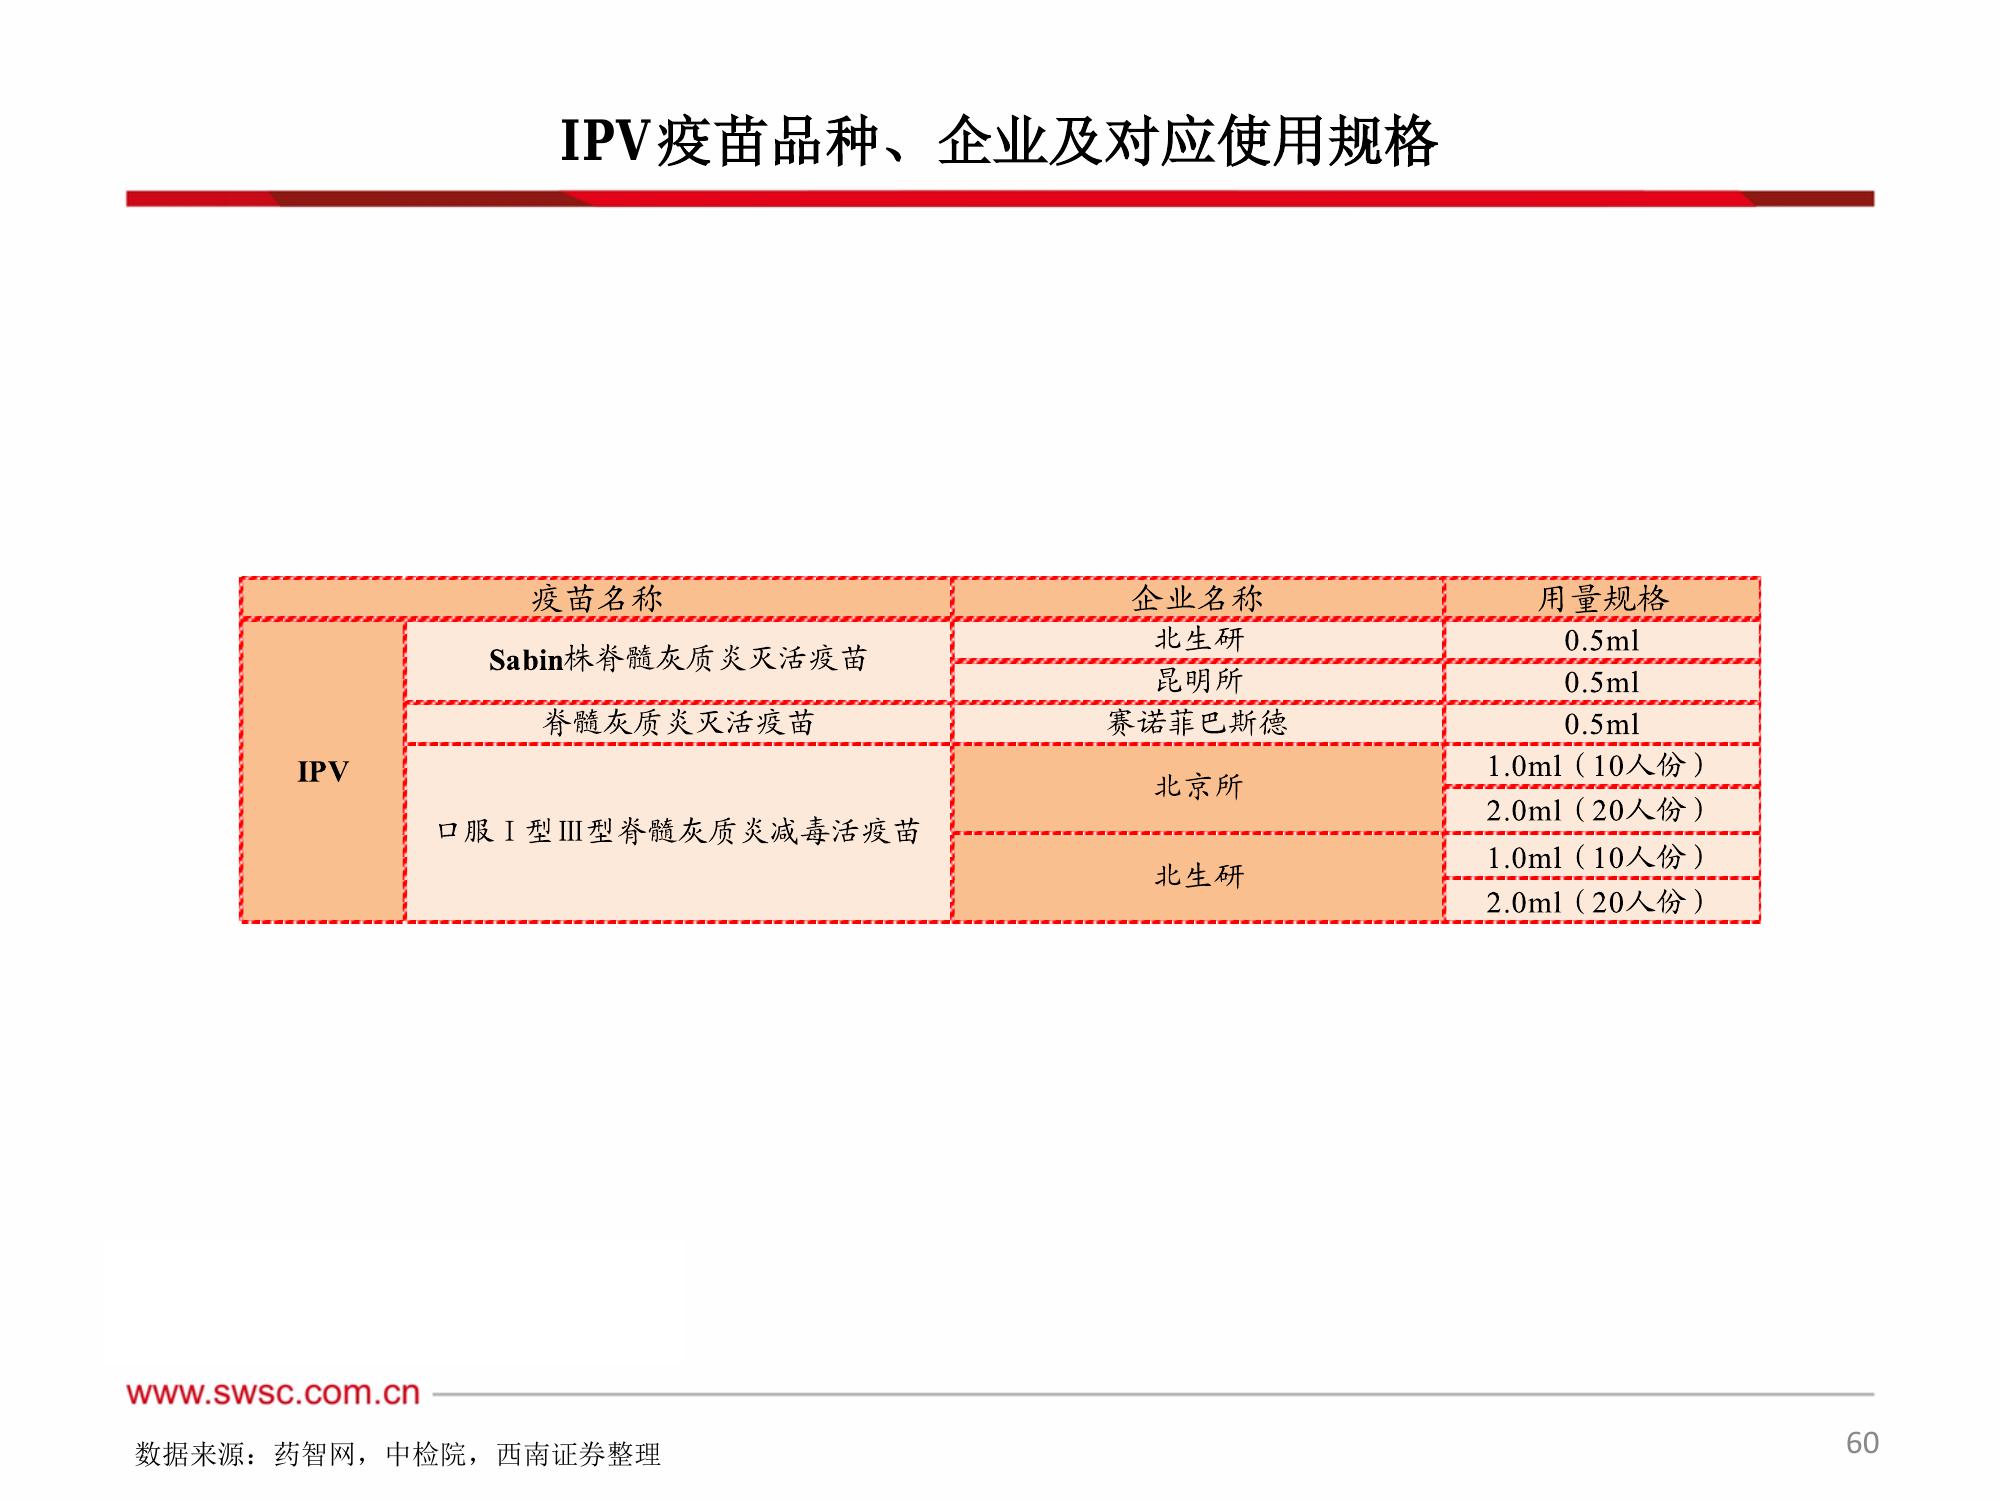 IPV疫苗品种、企业及对应使用规格
疫苗名称 企业名称 用量规格
IPV
Sabin株脊髓灰质炎灭活疫苗
北生研 0.5ml
昆明所 0.5ml
脊髓灰质炎灭活疫苗 赛诺菲巴斯德 0.5ml
口服Ⅰ型Ⅲ型脊髓灰质炎减毒活疫苗
北京所
1.0ml（10人份）
2.0ml（20人份）
北生研
1.0ml（10人份）
2.0ml（20人份）
www.swsc.com.cn
数据来源：药智网，中检院，西南证券整理
60